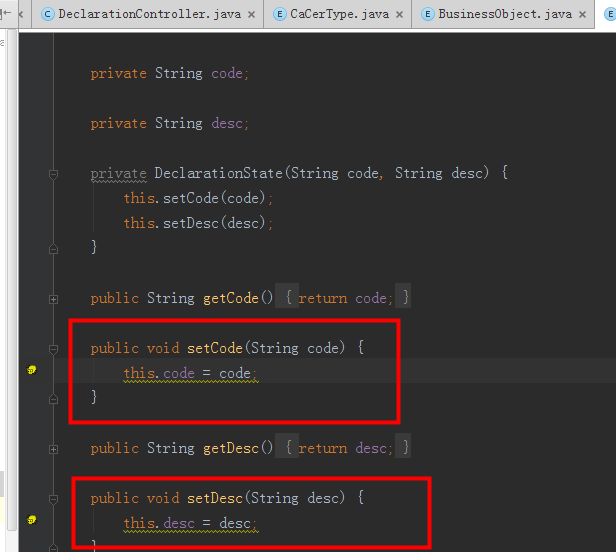 DeclarationController.java × CaCerType.java × BusinessObject.java ×
private String code;
private String desc;
private DeclarationState(String code, String desc) {
this.setCode(code);
this.setDesc(desc);
}
public String getCode() { return code; }
public void setCode(String code) {
this.code = code;
}
public String getDesc() { return desc; }
public void setDesc(String desc) {
this.desc = desc;
}